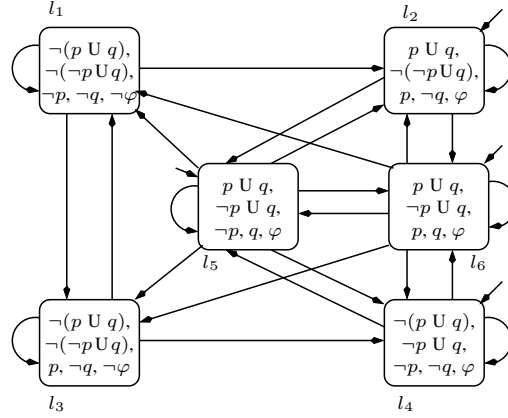 l₁
¬(p U q),
¬(¬p U q),
¬p, ¬q, ¬φ
l₂
p U q,
¬(¬p U q),
p, ¬q, φ
p U q,
¬p U q,
¬p, q, φ
l₅
p U q,
¬p U q,
p, q, φ
l₆
¬(p U q),
¬(¬p U q),
p, ¬q, ¬φ
l₃
¬(p U q),
¬p U q,
¬p, ¬q, φ
l₄